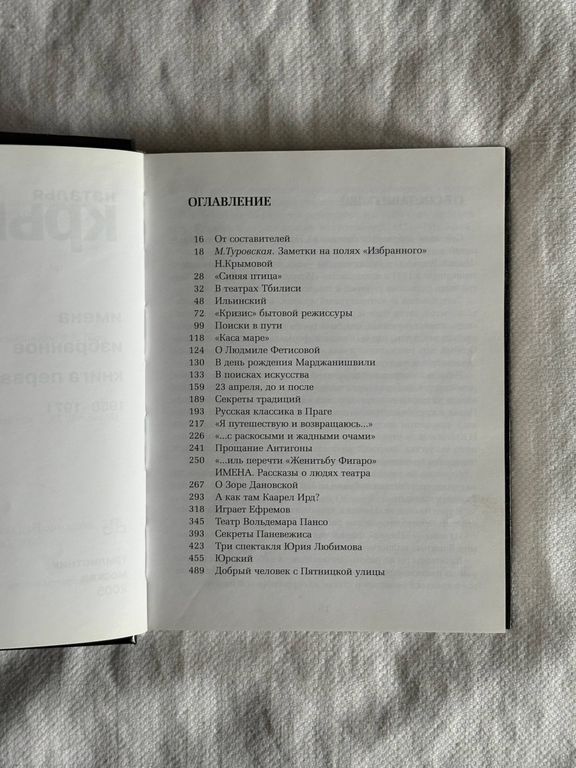 ОГЛАВЛЕНИЕ
16 От составителей
18 М.Туровская. Заметки на полях «Избранного»
Н.Крымовой
28 «Синяя птица»
32 В театрах Тбилиси
48 Ильинский
72 «Кризис» бытовой режиссуры
99 Поиски в пути
118 «Каса маре»
124 О Людмиле Фетисовой
130 В день рождения Марджанишвили
133 В поисках искусства
159 23 апреля, до и после
189 Секреты традиций
193 Русская классика в Праге
217 «Я путешествую и возвращаюсь...»
226 «...с раскосыми и жадными очами»
241 Прощание Антигоны
250 «...иль перечти «Женитьбу Фигаро»
ИМЕНА. Рассказы о людях театра
267 О Зоре Дановской
293 А как там Каарел Ирд?
318 Играет Ефремов
345 Театр Вольдемара Пансо
393 Секреты Паневежиса
423 Три спектакля Юрия Любимова
455 Юрский
489 Добрый человек с Пятницкой улицы